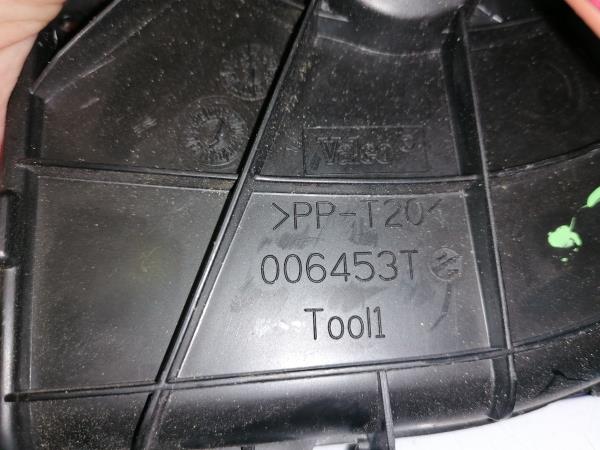 Valeo
>PP-T20<
006453T
Tool1